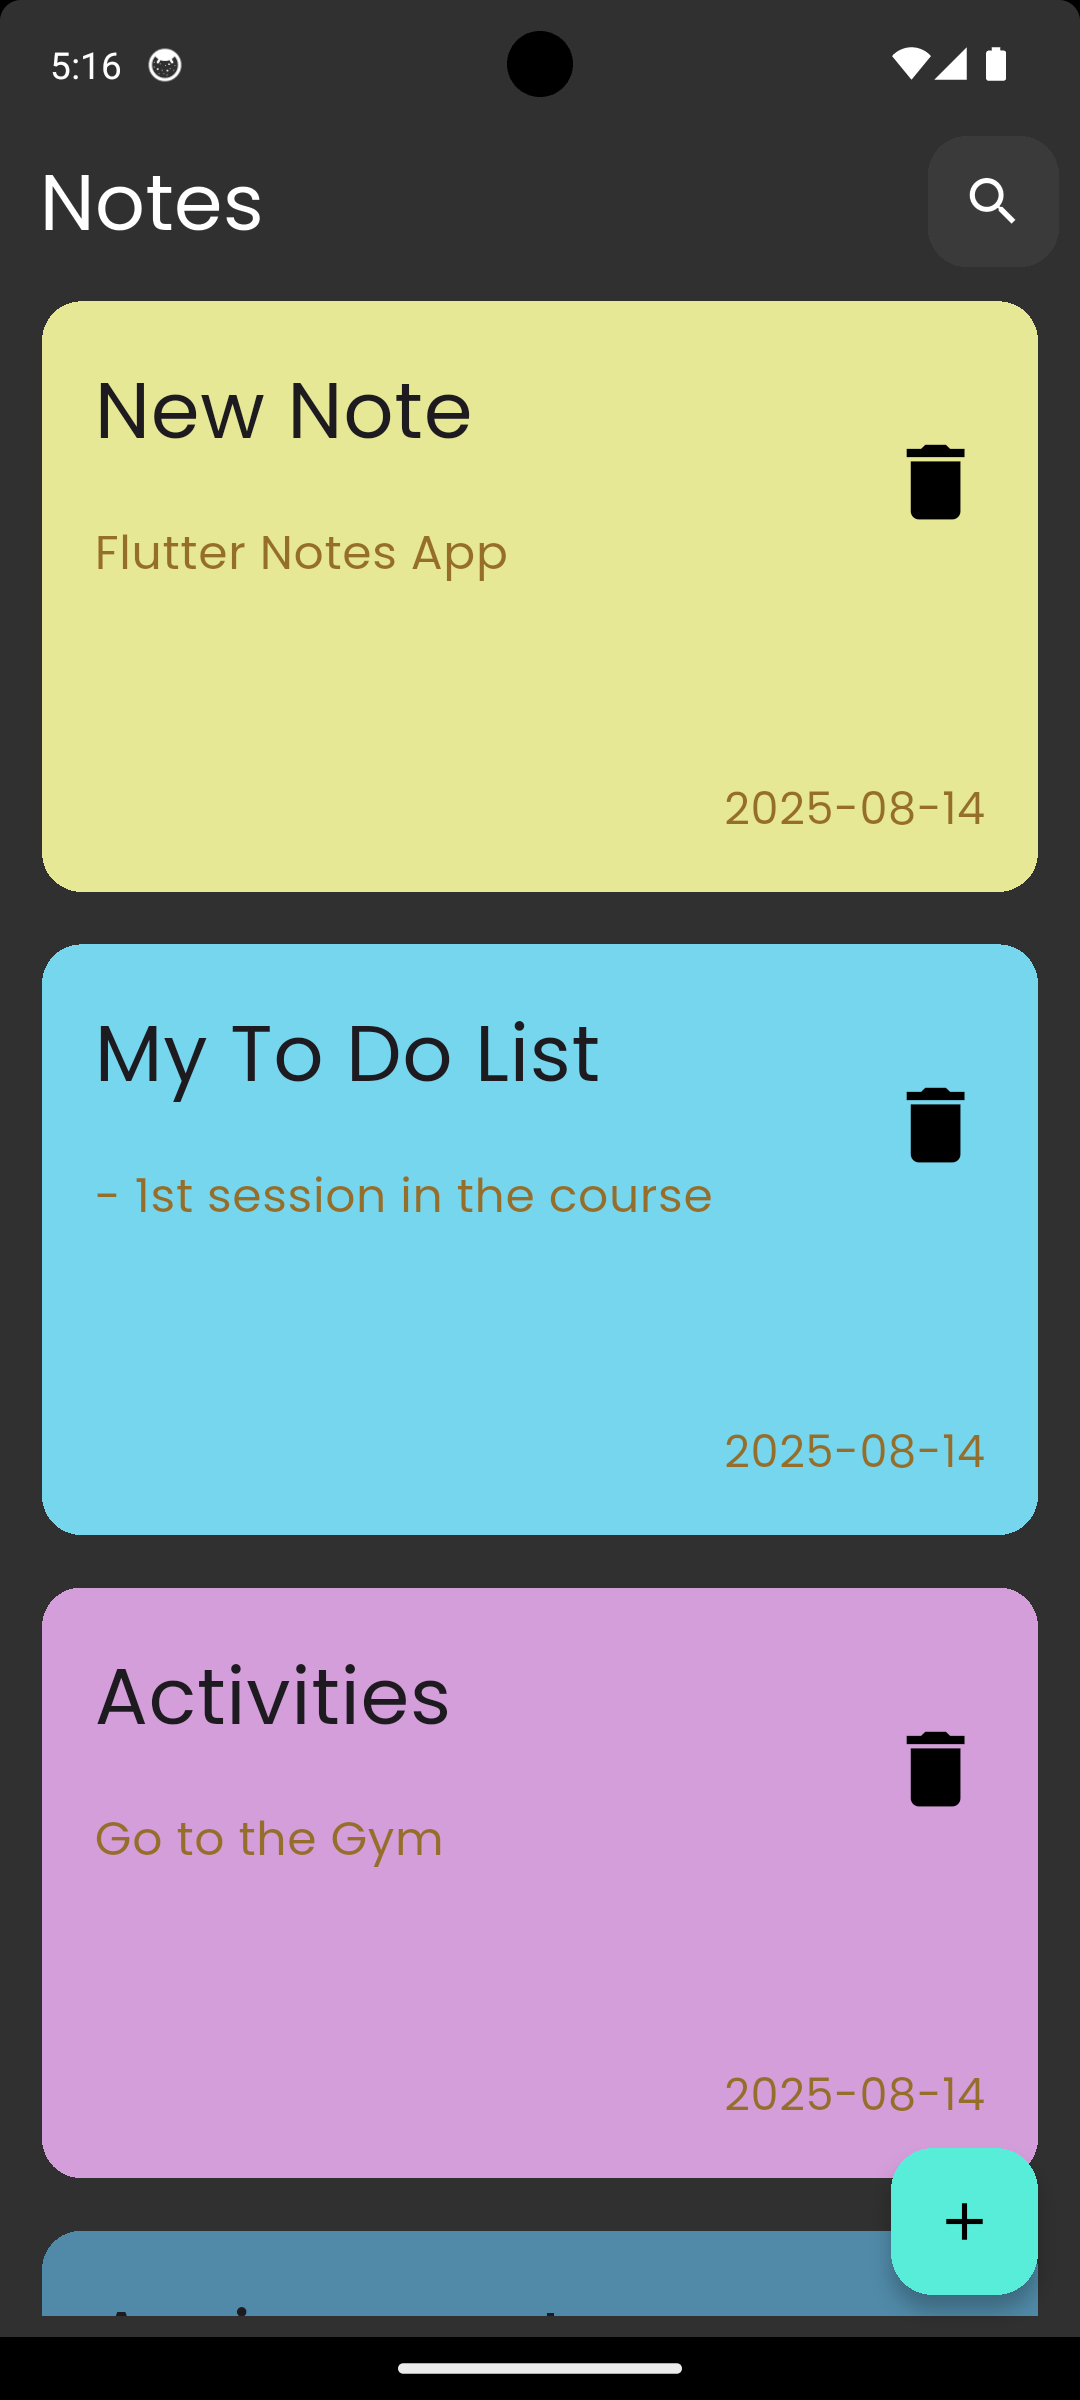 5:16
Notes
New Note
Flutter Notes App
2025-08-14
My To Do List
- 1st session in the course
2025-08-14
Activities
Go to the Gym
2025-08-14